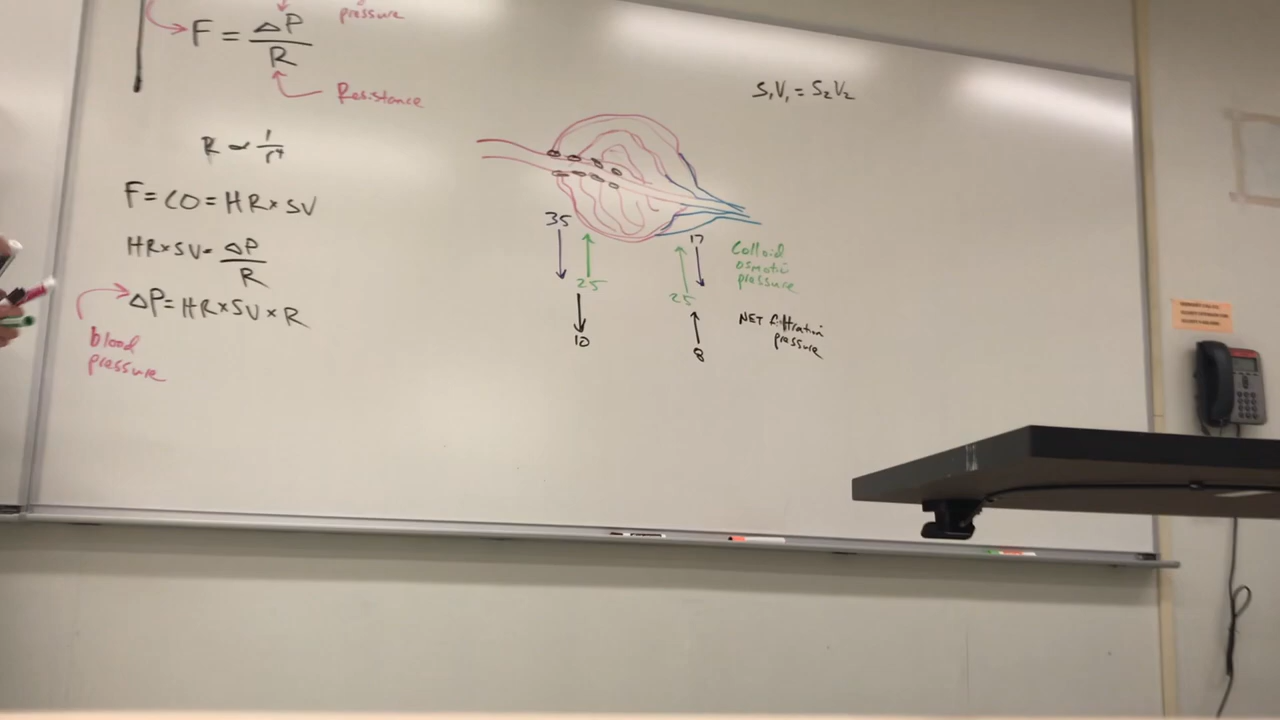 pressure
F = ΔP/R
Resistance
R ∝ 1/r⁴
F = CO = HR × SV
HR × SV = ΔP/R
ΔP = HR × SV × R
blood
pressure
S₁V₁ = S₂V₂
35
25
10
17
25
8
Colloid
osmotic
pressure
NET filtration
pressure